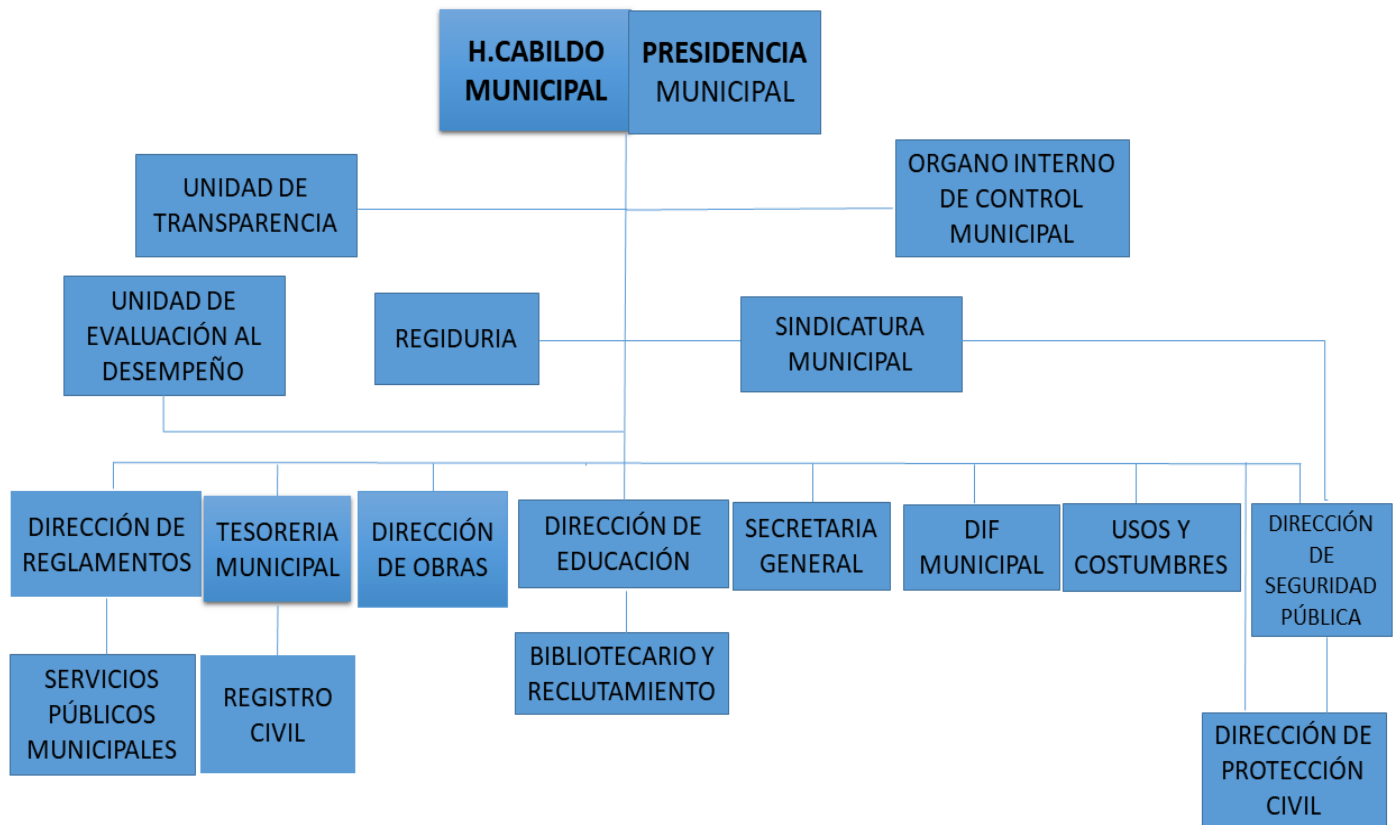 H.CABILDO
MUNICIPAL
PRESIDENCIA
MUNICIPAL
UNIDAD DE
TRANSPARENCIA
ORGANO INTERNO
DE CONTROL
MUNICIPAL
UNIDAD DE
EVALUACIÓN AL
DESEMPEÑO
REGIDURIA
SINDICATURA
MUNICIPAL
DIRECCIÓN DE
REGLAMENTOS
TESORERIA
MUNICIPAL
DIRECCIÓN
DE OBRAS
DIRECCIÓN DE
EDUCACIÓN
SECRETARIA
GENERAL
DIF
MUNICIPAL
USOS Y
COSTUMBRES
DIRECCIÓN
DE
SEGURIDAD
PÚBLICA
SERVICIOS
PÚBLICOS
MUNICIPALES
REGISTRO
CIVIL
BIBLIOTECARIO Y
RECLUTAMIENTO
DIRECCIÓN DE
PROTECCIÓN
CIVIL